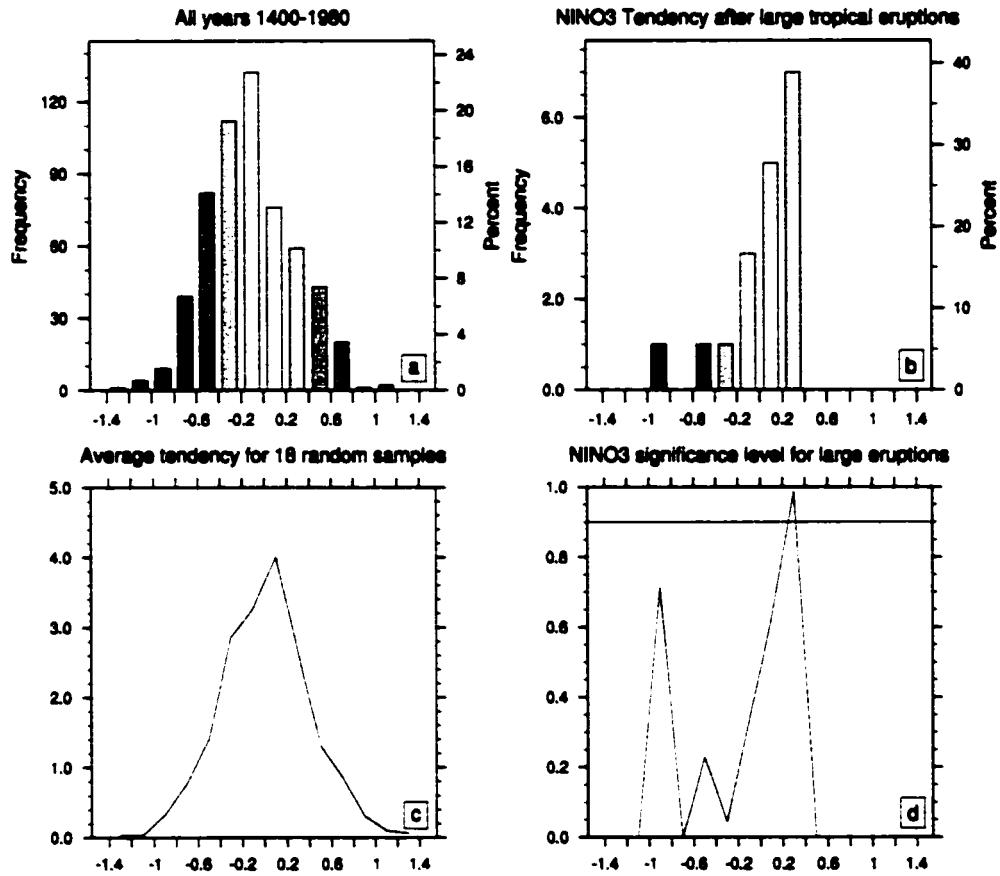 All years 1400-1980
NINO3 Tendency after large tropical eruptions
Frequency
120
90
60
30
0
24
20
16
12
8
4
0
Percent
-1.4 -1 -0.6 -0.2 0.2 0.6 1 1.4
a
Frequency
6.0
4.0
2.0
0.0
40
30
20
10
0
Percent
-1.4 -1 -0.6 -0.2 0.2 0.6 1 1.4
b
Average tendency for 18 random samples
NINO3 significance level for large eruptions
5.0
4.0
3.0
2.0
1.0
0.0
-1.4 -1 -0.6 -0.2 0.2 0.6 1 1.4
c
1.0
0.8
0.6
0.4
0.2
0.0
-1.4 -1 -0.6 -0.2 0.2 0.6 1 1.4
d